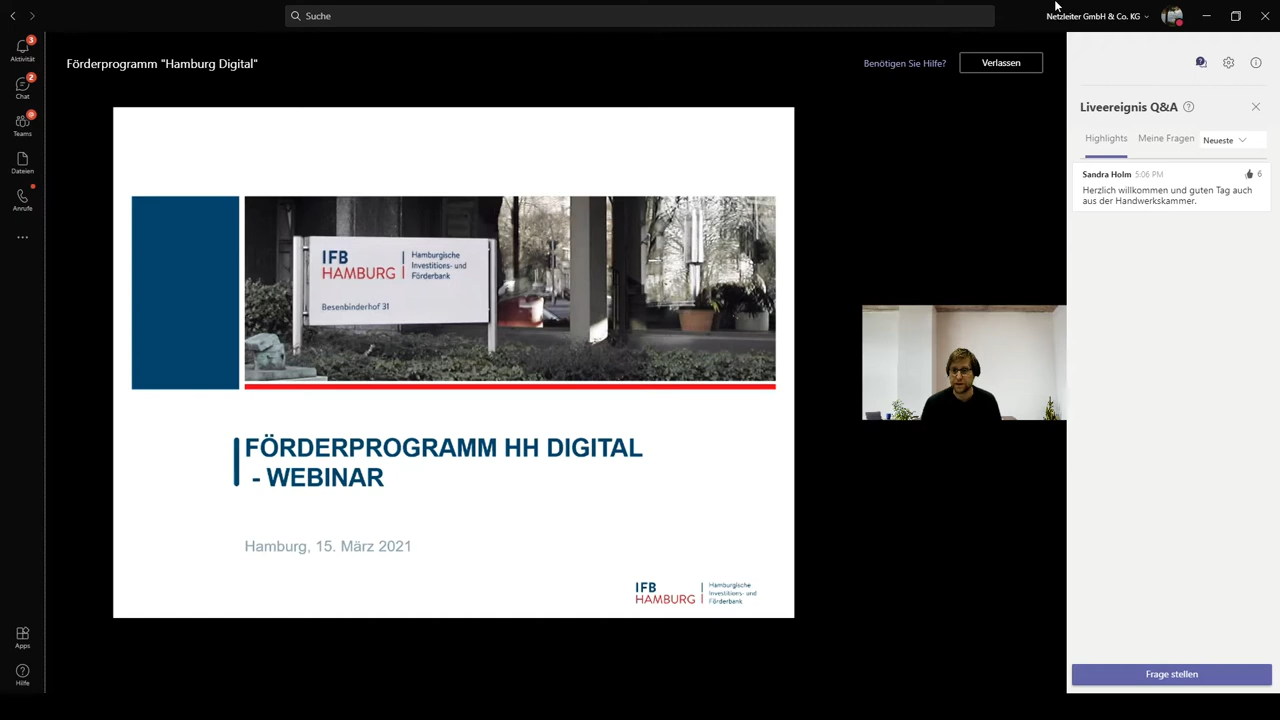 Suche
Netzleiter GmbH & Co. KG
3
Aktivität
2
Chat
Teams
Dateien
Anrufe
Apps
Hilfe
Förderprogramm "Hamburg Digital"
Benötigen Sie Hilfe?
Verlassen
IFB
HAMBURG
Hamburgische
Investitions- und
Förderbank
Besenbinderhof 31
FÖRDERPROGRAMM HH DIGITAL
- WEBINAR
Hamburg, 15. März 2021
IFB
HAMBURG
Hamburgische
Investitions- und
Förderbank
Liveereignis Q&A
Highlights
Meine Fragen
Neueste
Sandra Holm 5:06 PM
6
Herzlich willkommen und guten Tag auch
aus der Handwerkskammer.
Frage stellen